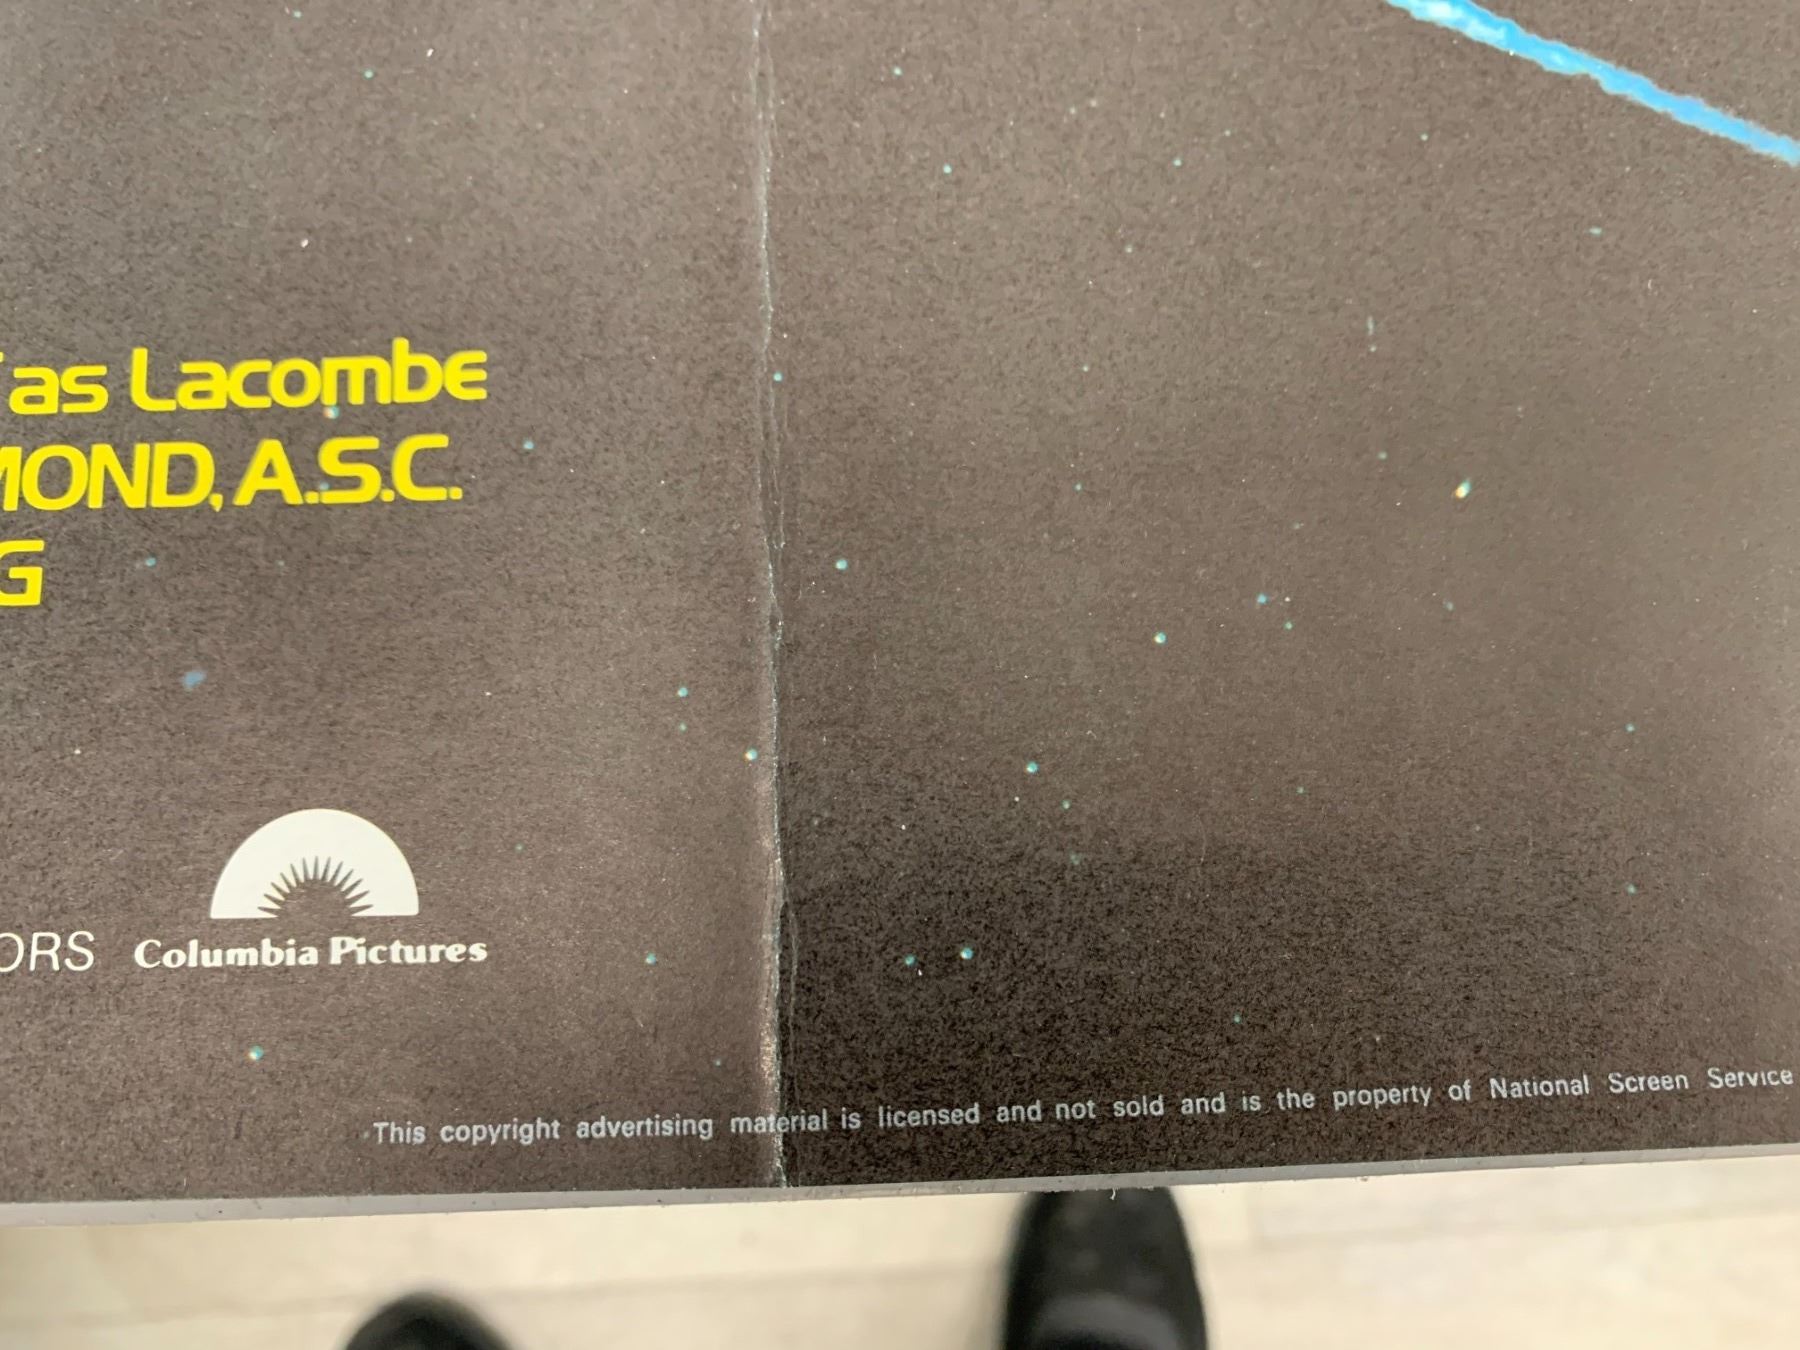 as Lacombe
MOND, A.S.C.
G
ORS
Columbia Pictures
This copyright advertising material is licensed and not sold and is the property of National Screen Service